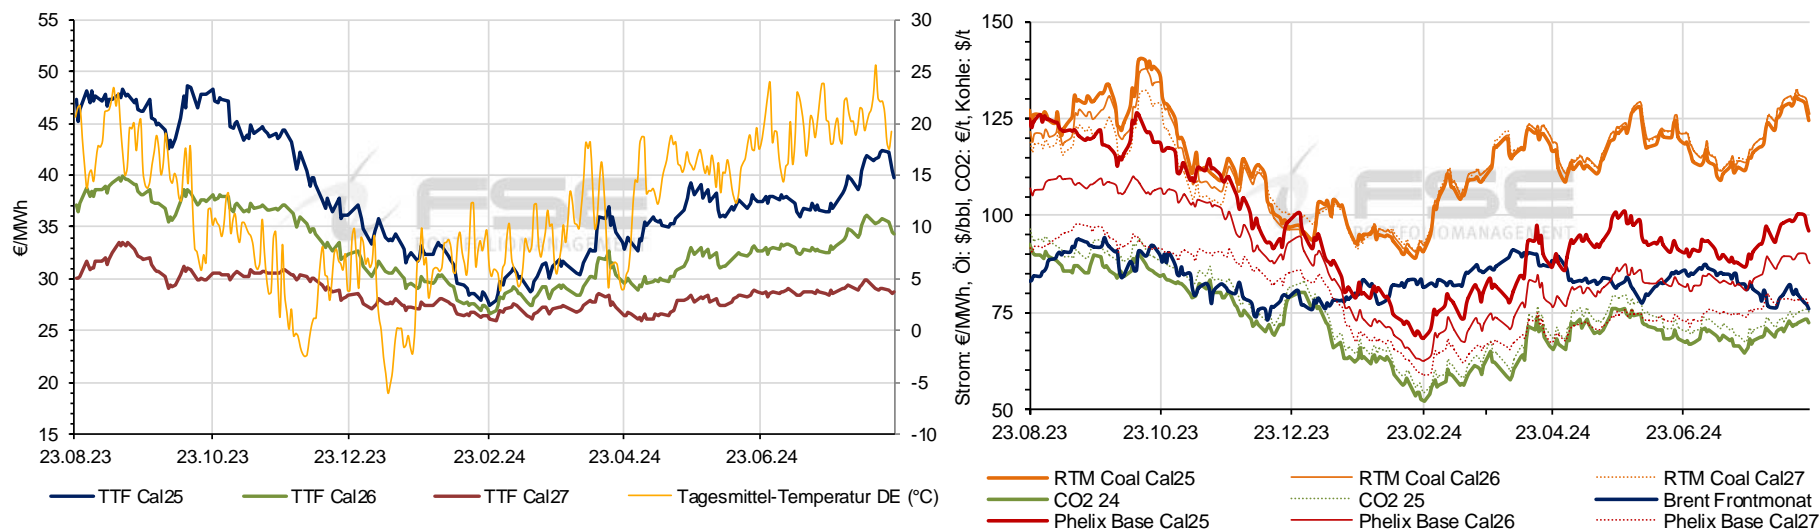 55
50
45
40
35
30
25
20
15
€/MWh
30
25
20
15
10
5
0
-5
-10
23.08.23 23.10.23 23.12.23 23.02.24 23.04.24 23.06.24
FSE
PORTFOLIOMANAGEMENT
TTF Cal25 TTF Cal26 TTF Cal27 Tagesmittel-Temperatur DE (°C)
150
125
100
75
50
Strom: €/MWh, Öl: $/bbl, CO2: €/t, Kohle: $/t
23.08.23 23.10.23 23.12.23 23.02.24 23.04.24 23.06.24
FSE
PORTFOLIOMANAGEMENT
RTM Coal Cal25 RTM Coal Cal26 RTM Coal Cal27
CO2 24 CO2 25 Brent Frontmonat
Phelix Base Cal25 Phelix Base Cal26 Phelix Base Cal27